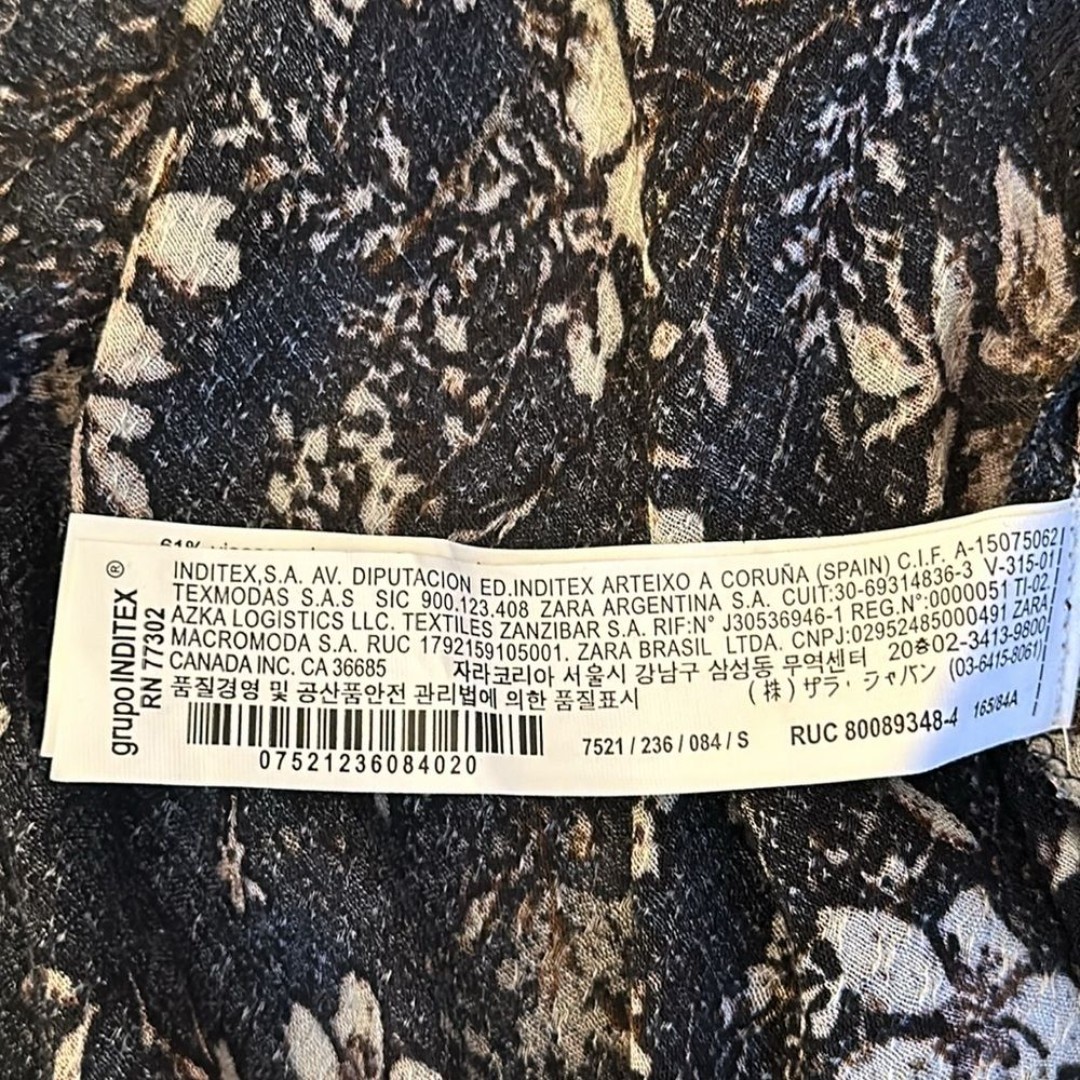 61%
grupo INDITEX ®
RN 77302
INDITEX,S.A. AV. DIPUTACION ED.INDITEX ARTEIXO A CORUÑA (SPAIN) C.I.F. A-15075062
TEXMODAS S.A.S SIC 900.123.408 ZARA ARGENTINA S.A. CUIT:30-69314836-3 V-315-01
AZKA LOGISTICS LLC. TEXTILES ZANZIBAR S.A. RIF:N° J30536946-1 REG.N°:0000051 TI-02.
MACROMODA S.A. RUC 1792159105001. ZARA BRASIL LTDA. CNPJ:02952485000491 ZARA
CANADA INC. CA 36685 자라코리아 서울시 강남구 삼성동 무역센터 20층02-3413-9800
품질경영 및 공산품안전 관리법에 의한 품질표시 (株)ザラ・ジャパン (03-6415-8061)
07521236084020
7521 / 236 / 084 / S RUC 80089348-4 165/84A